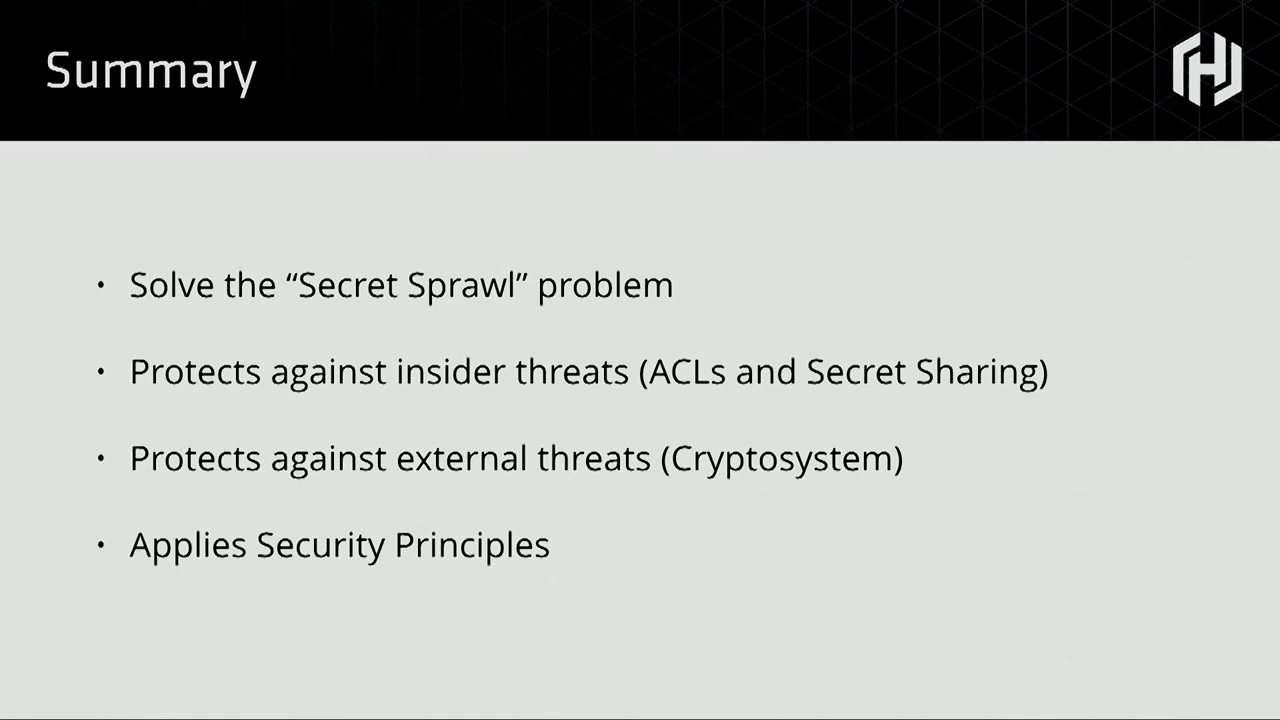 Summary
• Solve the “Secret Sprawl” problem
• Protects against insider threats (ACLs and Secret Sharing)
• Protects against external threats (Cryptosystem)
• Applies Security Principles